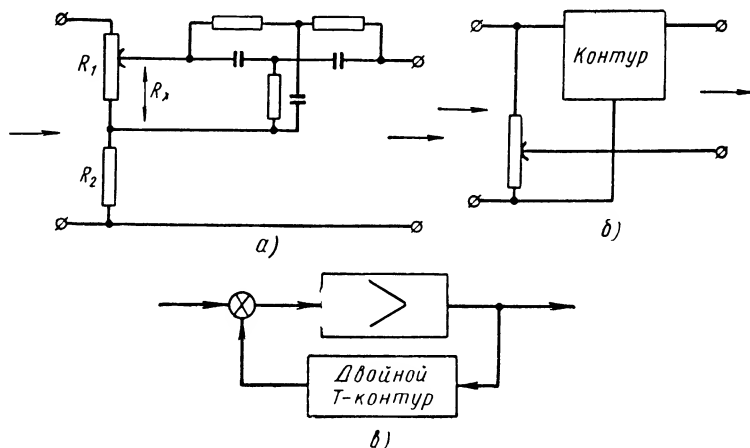 R₁
Rₓ
R₂
а)
Контур
б)
Двойной
Т-контур
в)